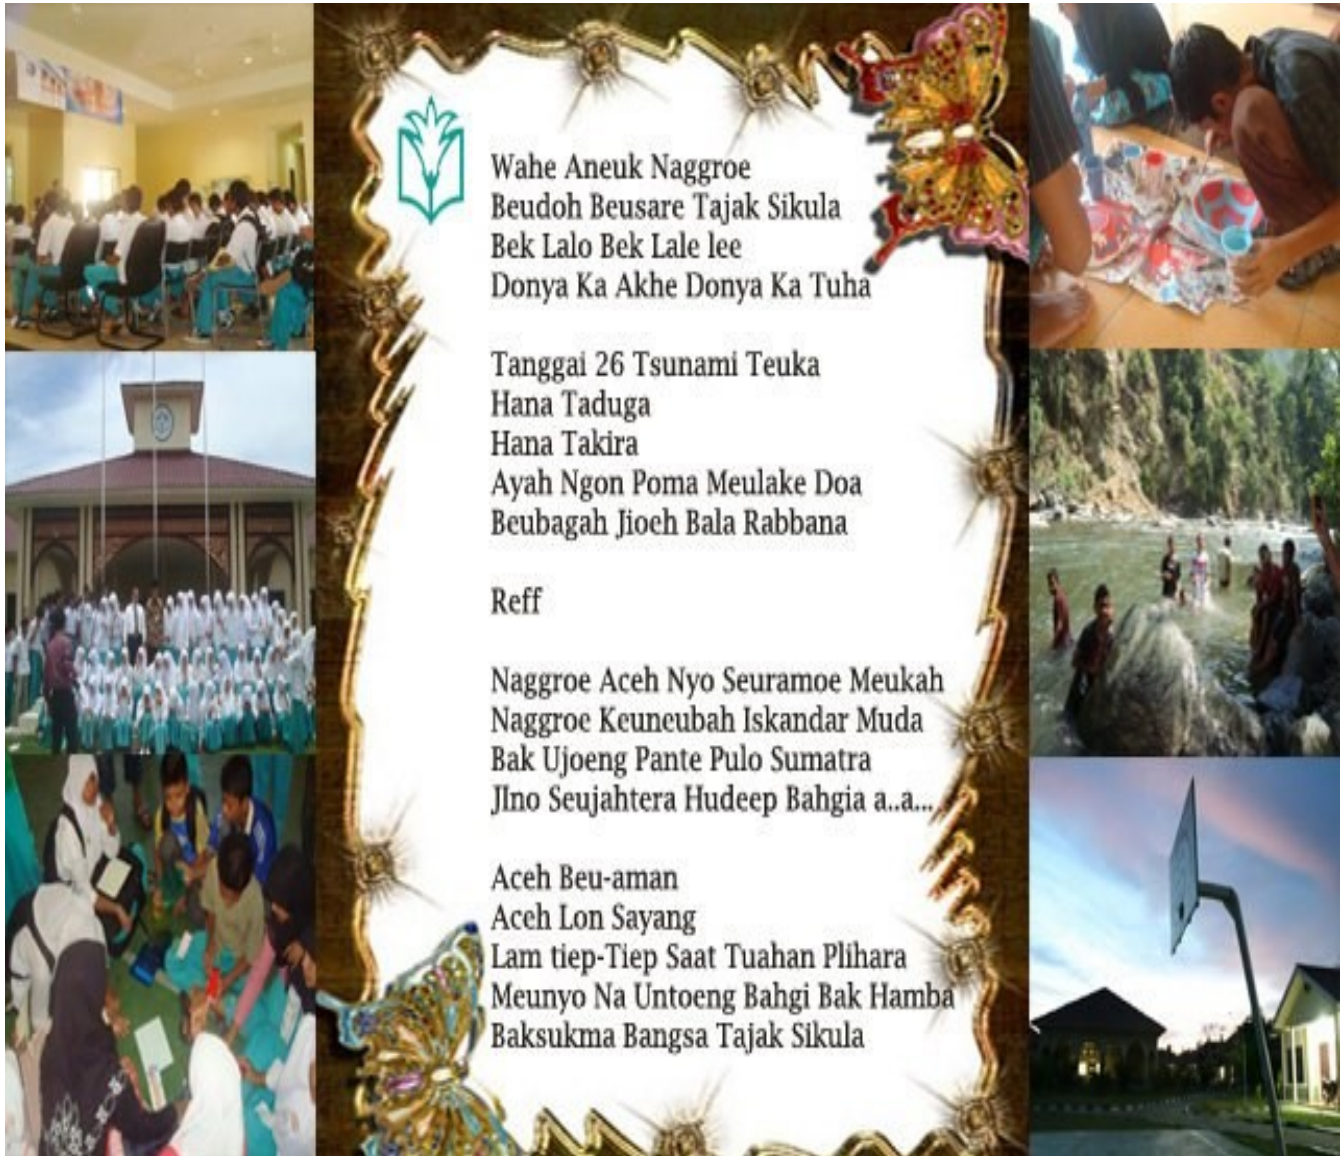 Wahe Aneuk Naggroe
Beudoh Beusare Tajak Sikula
Bek Lalo Bek Lale lee
Donya Ka Akhe Donya Ka Tuha
Tanggai 26 Tsunami Teuka
Hana Taduga
Hana Takira
Ayah Ngon Poma Meulake Doa
Beubagah Jioeh Bala Rabbana
Reff
Naggroe Aceh Nyo Seuramoe Meukah
Naggroe Keuneubah Iskandar Muda
Bak Ujoeng Pante Pulo Sumatra
JIno Seujahtera Hudeep Bahgia a..a...
Aceh Beu-aman
Aceh Lon Sayang
Lam tiep-Tiep Saat Tuahan Plihara
Meunyo Na Untoeng Bahgi Bak Hamba
Baksukma Bangsa Tajak Sikula